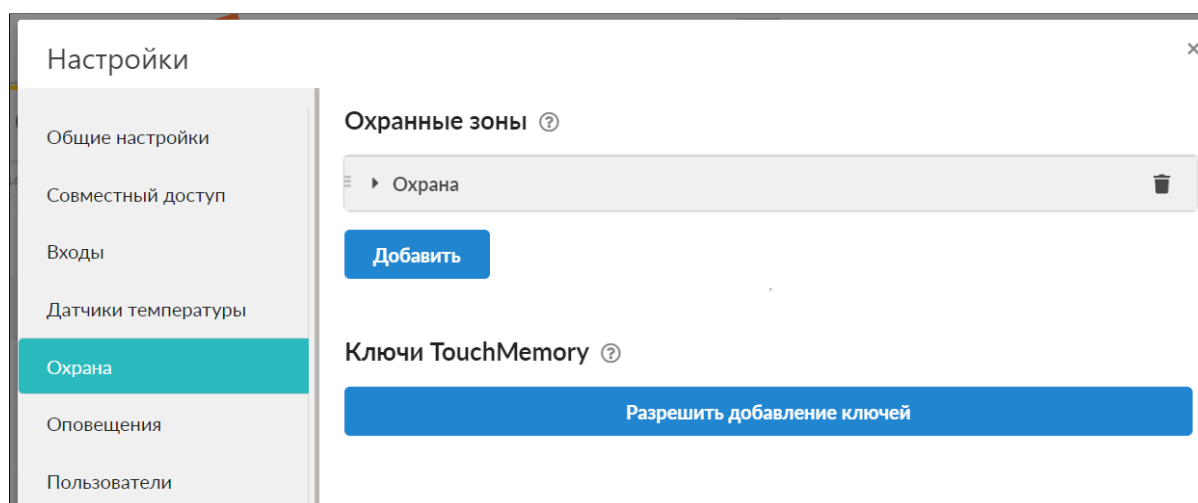 Настройки
×
Общие настройки
Совместный доступ
Входы
Датчики температуры
Охрана
Оповещения
Пользователи
Охранные зоны ?
Охрана
Добавить
Ключи TouchMemory ?
Разрешить добавление ключей